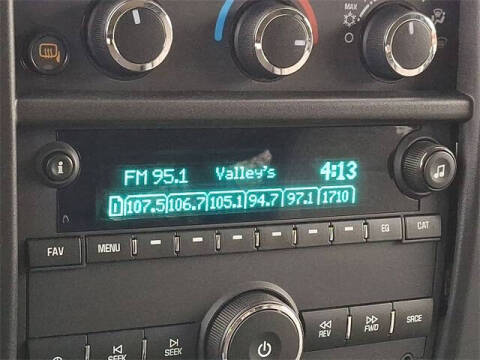 FM 95.1 Valley's 4:13
1 107.5 106.7 105.1 94.7 97.1 1710
FAV MENU EQ CAT
SEEK SEEK REV FWD SRCE